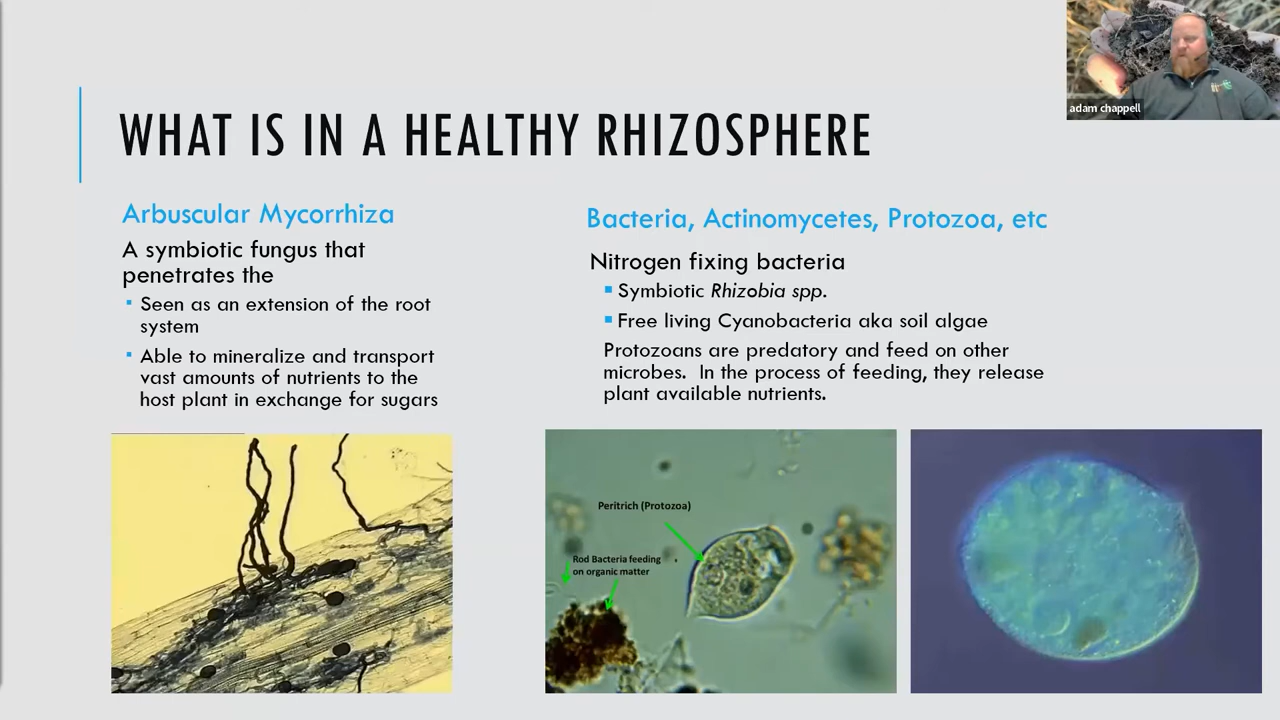 adam chappell
WHAT IS IN A HEALTHY RHIZOSPHERE
Arbuscular Mycorrhiza
A symbiotic fungus that
penetrates the
Seen as an extension of the root
system
Able to mineralize and transport
vast amounts of nutrients to the
host plant in exchange for sugars
Bacteria, Actinomycetes, Protozoa, etc
Nitrogen fixing bacteria
Symbiotic Rhizobia spp.
Free living Cyanobacteria aka soil algae
Protozoans are predatory and feed on other
microbes. In the process of feeding, they release
plant available nutrients.
Peritrich (Protozoa)
Rod Bacteria feeding
on organic matter